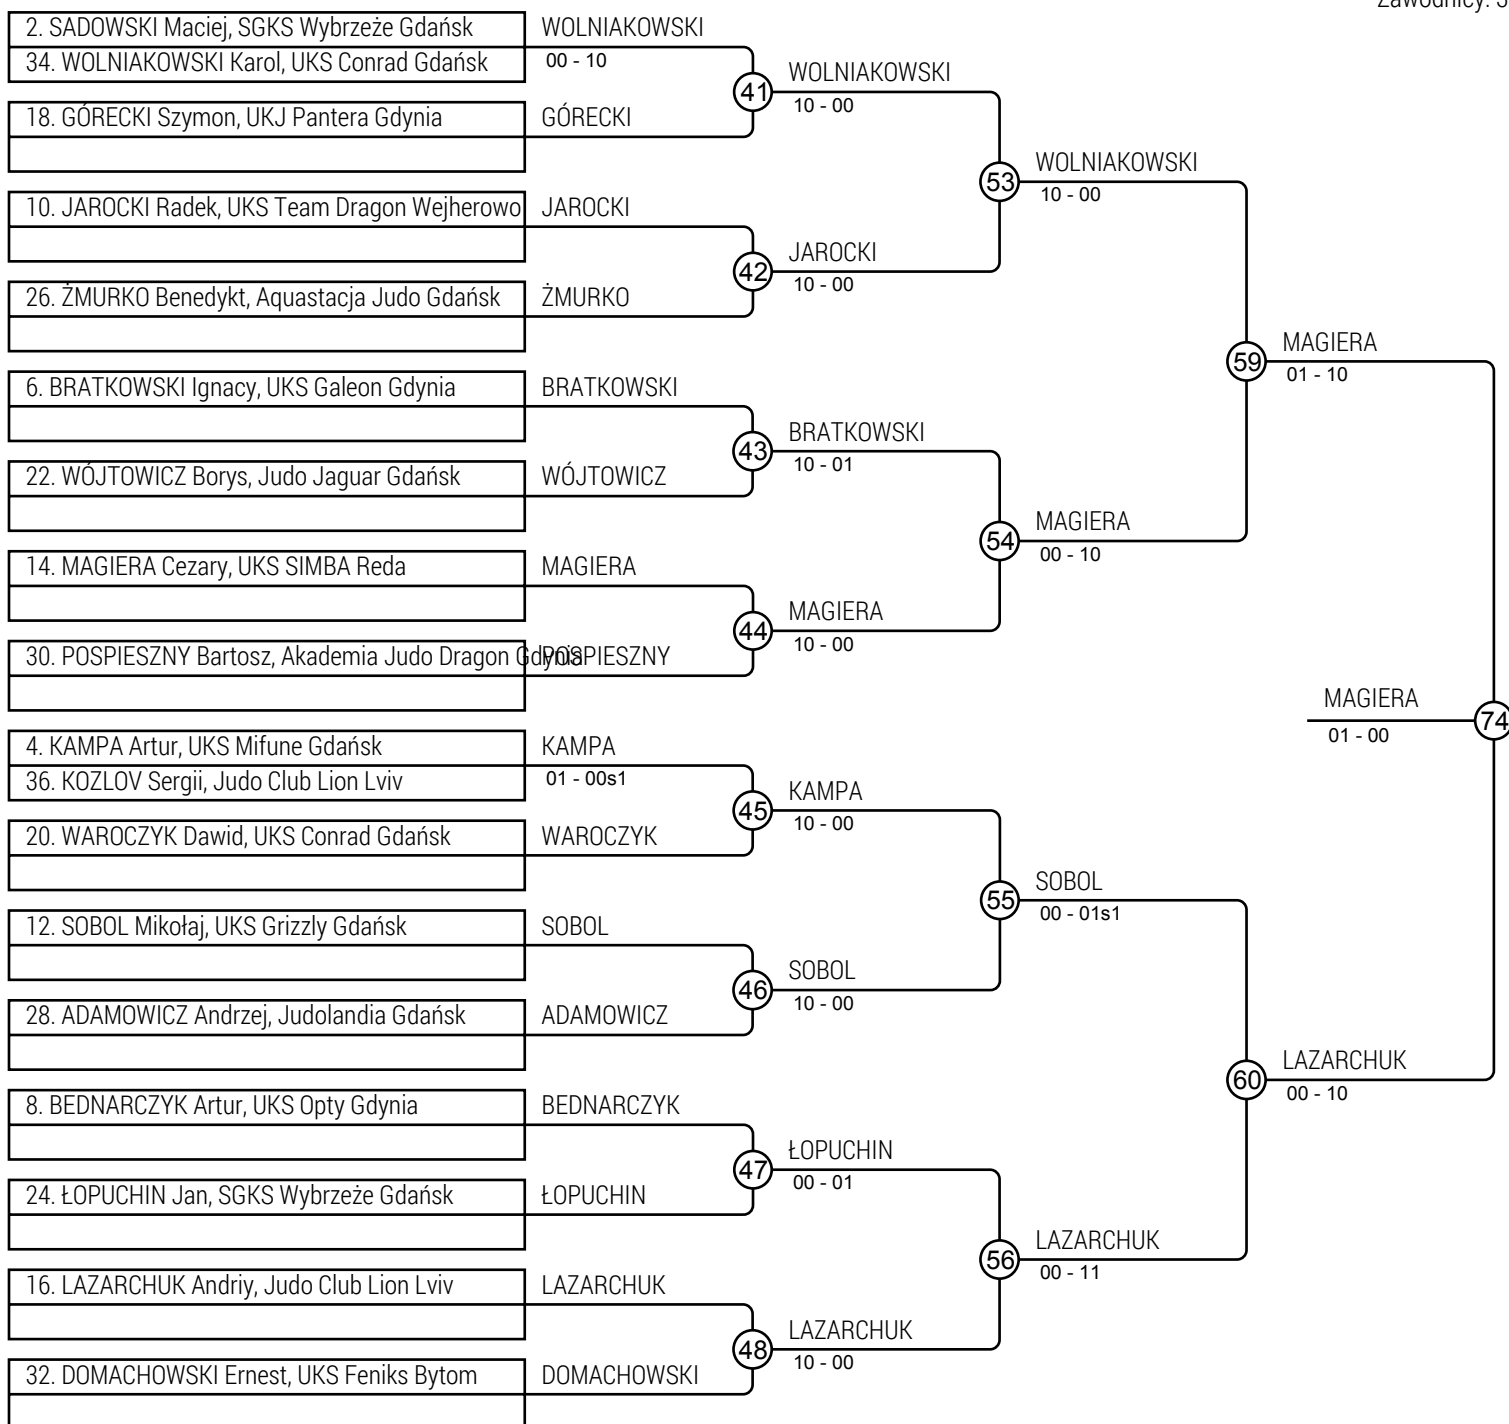 Zawodnicy: 3
2. SADOWSKI Maciej, SGKS Wybrzeże Gdańsk
34. WOLNIAKOWSKI Karol, UKS Conrad Gdańsk
WOLNIAKOWSKI
00 - 10
18. GÓRECKI Szymon, UKJ Pantera Gdynia
GÓRECKI
41
WOLNIAKOWSKI
10 - 00
10. JAROCKI Radek, UKS Team Dragon Wejherowo
JAROCKI
26. ŻMURKO Benedykt, Aquastacja Judo Gdańsk
ŻMURKO
42
JAROCKI
10 - 00
53
WOLNIAKOWSKI
10 - 00
6. BRATKOWSKI Ignacy, UKS Galeon Gdynia
BRATKOWSKI
22. WÓJTOWICZ Borys, Judo Jaguar Gdańsk
WÓJTOWICZ
43
BRATKOWSKI
10 - 01
14. MAGIERA Cezary, UKS SIMBA Reda
MAGIERA
30. POSPIESZNY Bartosz, Akademia Judo Dragon Gdynia
POSPIESZNY
44
MAGIERA
10 - 00
54
MAGIERA
00 - 10
59
MAGIERA
01 - 10
4. KAMPA Artur, UKS Mifune Gdańsk
36. KOZLOV Sergii, Judo Club Lion Lviv
KAMPA
01 - 00s1
20. WAROCZYK Dawid, UKS Conrad Gdańsk
WAROCZYK
45
KAMPA
10 - 00
12. SOBOL Mikołaj, UKS Grizzly Gdańsk
SOBOL
28. ADAMOWICZ Andrzej, Judolandia Gdańsk
ADAMOWICZ
46
SOBOL
10 - 00
55
SOBOL
00 - 01s1
8. BEDNARCZYK Artur, UKS Opty Gdynia
BEDNARCZYK
24. ŁOPUCHIN Jan, SGKS Wybrzeże Gdańsk
ŁOPUCHIN
47
ŁOPUCHIN
00 - 01
16. LAZARCHUK Andriy, Judo Club Lion Lviv
LAZARCHUK
32. DOMACHOWSKI Ernest, UKS Feniks Bytom
DOMACHOWSKI
48
LAZARCHUK
10 - 00
56
LAZARCHUK
00 - 11
60
LAZARCHUK
00 - 10
MAGIERA
01 - 00
74